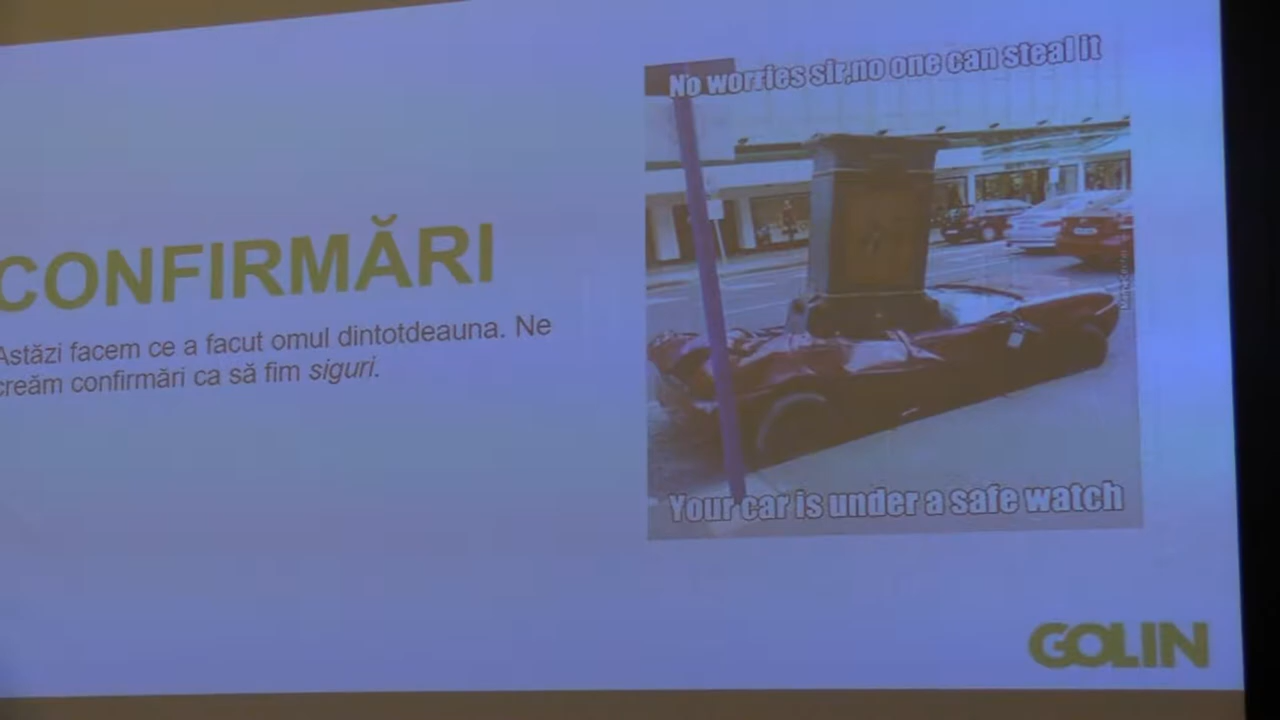 CONFIRMĂRI
Astăzi facem ce a facut omul dintotdeauna. Ne
creăm confirmări ca să fim siguri.
No worries sir,no one can steal it
Your car is under a safe watch
GOLIN